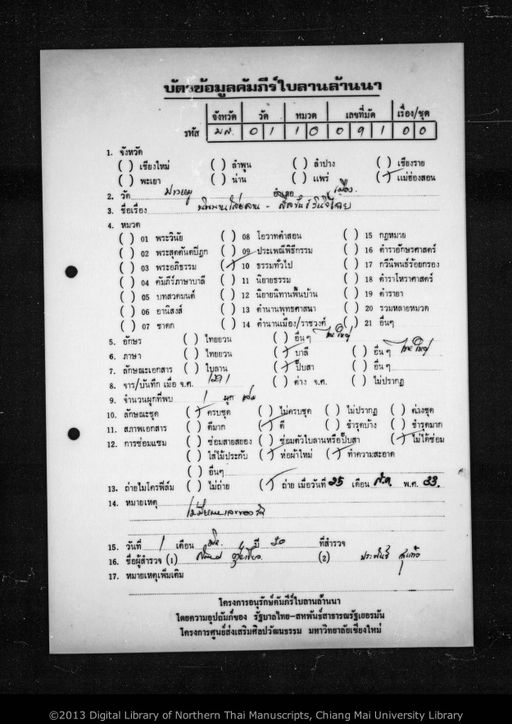 บัตรข้อมูลคัมภีร์ใบลานล้านนา
จังหวัด วัด หมวด เลขที่มัด เรื่อง/ชุด
รหัส มส. 0 1 1 0 0 9 1 0 0
1. จังหวัด
( ) เชียงใหม่ ( ) ลำพูน ( ) ลำปาง ( ) เชียงราย
( ) พะเยา ( ) น่าน ( ) แพร่ (✓) แม่ฮ่องสอน
2. วัด อำเภอ เมือง
3. ชื่อเรื่อง
4. หมวด
( ) 01 พระวินัย ( ) 08 โอวาทคำสอน ( ) 15 กฎหมาย
( ) 02 พระสุตตันตปิฎก ( ) 09 ประเพณีพิธีกรรม ( ) 16 ตำราโหราศาสตร์
( ) 03 พระอภิธรรม (✓) 10 ธรรมทั่วไป ( ) 17 กวีนิพนธ์ร้อยกรอง
( ) 04 คัมภีร์ภาษาบาลี ( ) 11 นิยายธรรม ( ) 18
( ) 05 บทสวดมนต์ ( ) 12 นิยายนิทานพื้นบ้าน ( ) 19 ตำรายา
( ) 06 อานิสงส์ ( ) 13 ตำนานพุทธศาสนา ( ) 20 รวมหลายหมวด
( ) 07 ชาดก ( ) 14 ตำนานเมือง/ราชวงศ์ ( ) 21 อื่นๆ
5. อักษร ( ) ไทยยวน (✓) อื่นๆ ไทใหญ่
6. ภาษา ( ) ไทยยวน (✓) บาลี (✓) อื่นๆ ไทใหญ่
7. ลักษณะเอกสาร ( ) ใบลาน (✓) ปั๊บสา ( ) อื่นๆ
8. จาร/บันทึก เมื่อ จ.ศ. ( ) ต่าง จ.ศ. ( ) ไม่ปรากฏ
9. จำนวนผูกที่พบ 1 ผูก
10. ลักษณะชุด (✓) ครบชุด ( ) ไม่ครบชุด ( ) ไม่ปรากฏ ( ) ต่างชุด
11. สภาพเอกสาร ( ) ดีมาก (✓) ดี ( ) ชำรุดบ้าง ( ) ชำรุดมาก
12. การซ่อมแซม ( ) ซ่อมสายสยอง ( ) ซ่อมตัวใบลานหรือปั๊บสา (✓) ไม่ได้ซ่อม
( ) ใส่ไม้ประกับ (✓) ห่อผ้าใหม่ (✓) ทำความสะอาด
( ) อื่นๆ
13. ถ่ายไมโครฟิล์ม ( ) ไม่ถ่าย (✓) ถ่าย เมื่อวันที่ 25 เดือน ส.ค. พ.ศ. 33.
14. หมายเหตุ
15. วันที่ 1 เดือน ปี 30 ที่สำรวจ
16. ชื่อผู้สำรวจ (1) (2)
17. หมายเหตุเพิ่มเติม
โครงการอนุรักษ์คัมภีร์ใบลานล้านนา
โดยความอุปถัมภ์ของ รัฐบาลไทย-สหพันธ์สาธารณรัฐเยอรมัน
โครงการศูนย์ส่งเสริมศิลปวัฒนธรรม มหาวิทยาลัยเชียงใหม่
©2013 Digital Library of Northern Thai Manuscripts, Chiang Mai University Library